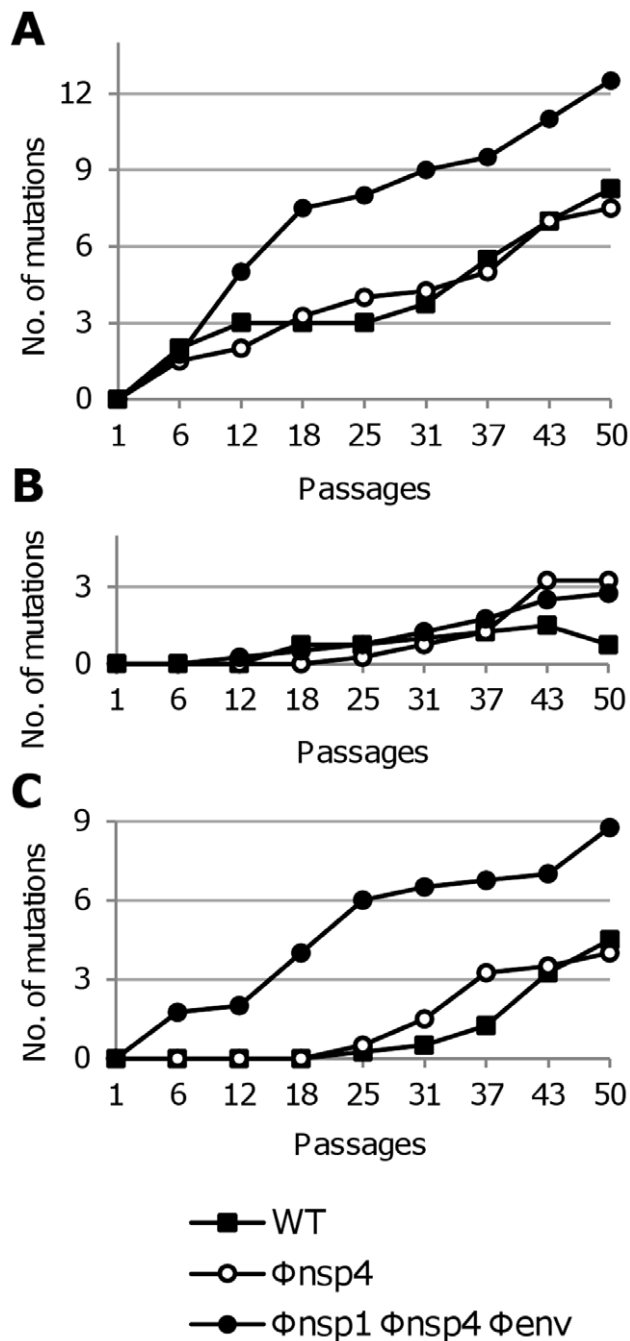 A
No. of mutations
12
9
6
3
0
1 6 12 18 25 31 37 43 50
Passages
B
No. of mutations
3
0
1 6 12 18 25 31 37 43 50
Passages
C
No. of mutations
9
6
3
0
1 6 12 18 25 31 37 43 50
Passages
WT
Φnsp4
Φnsp1 Φnsp4 Φenv